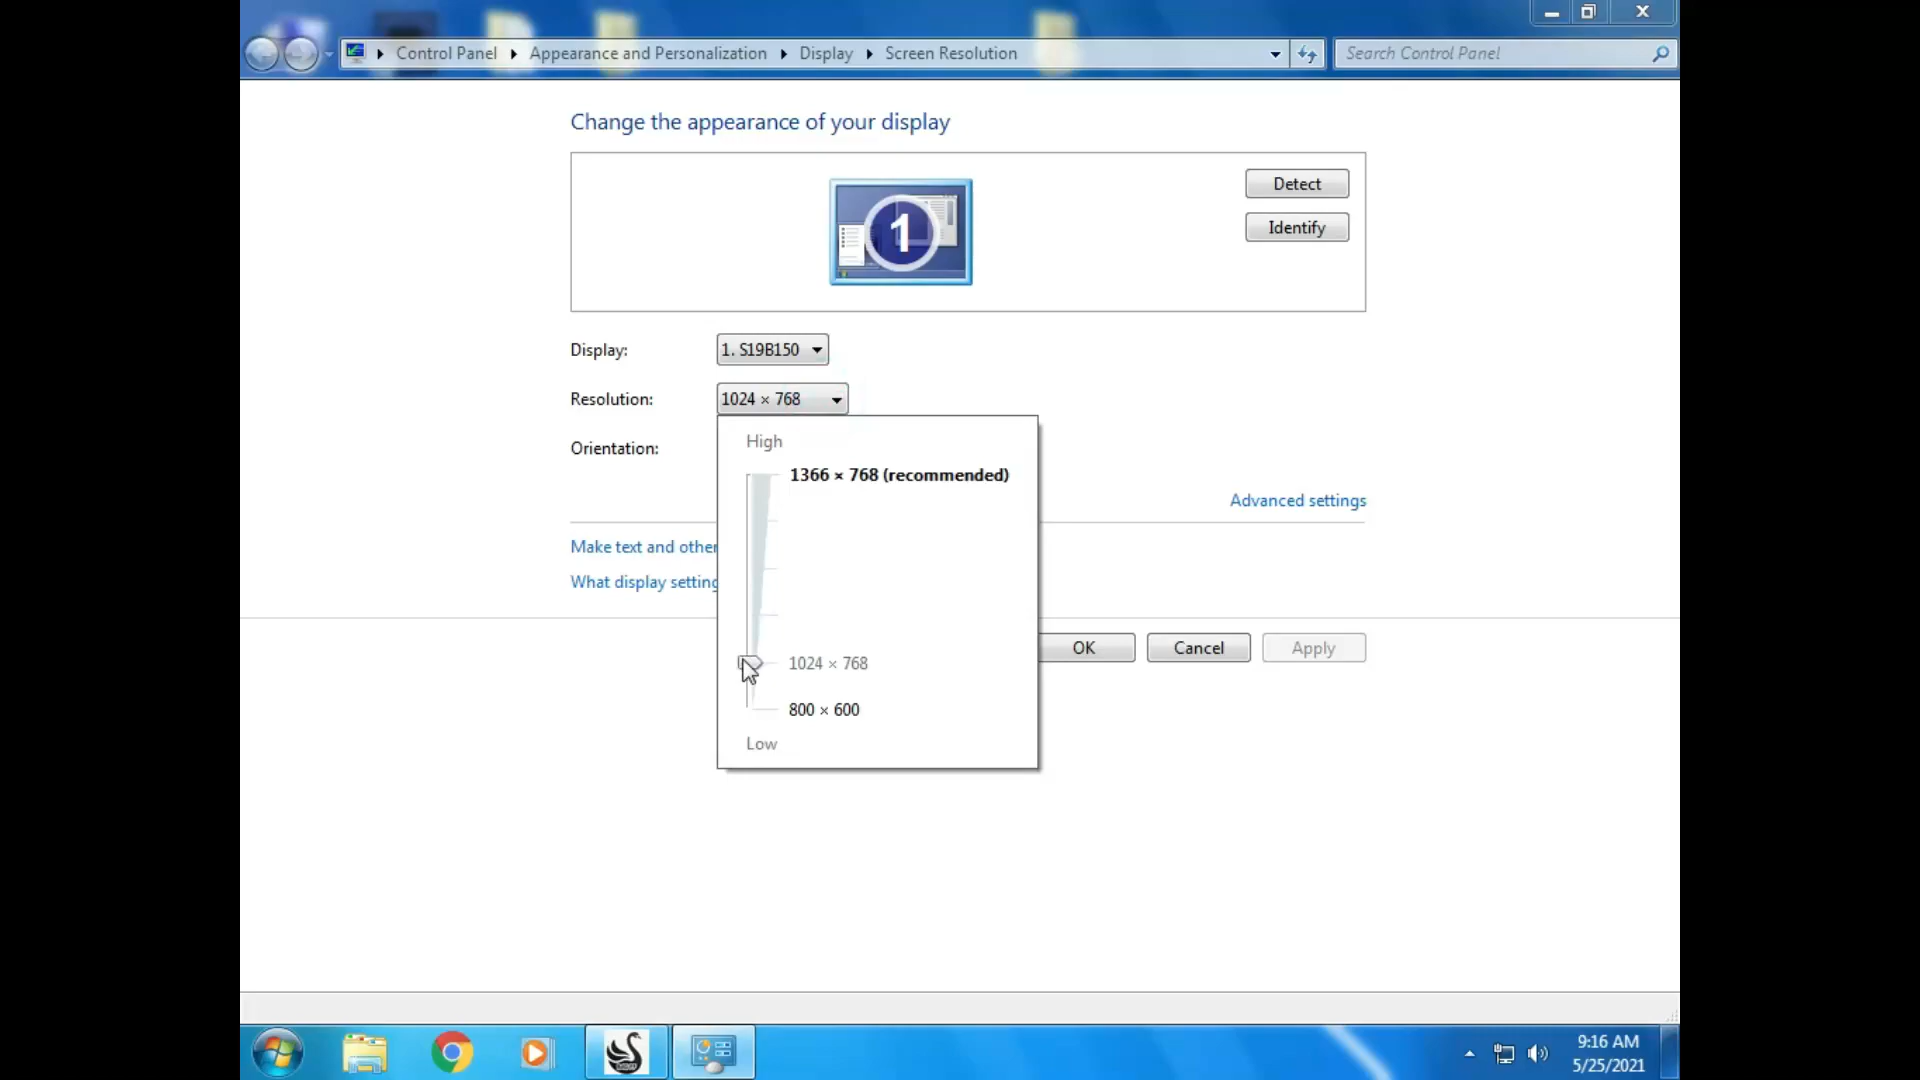 Control Panel ▸ Appearance and Personalization ▸ Display ▸ Screen Resolution
Search Control Panel
Change the appearance of your display
1
Detect
Identify
Display: 1. S19B150
Resolution: 1024 × 768
High
Orientation:
1366 × 768 (recommended)
Advanced settings
Make text and other
What display setting
OK Cancel Apply
1024 × 768
800 × 600
Low
9:16 AM
5/25/2021